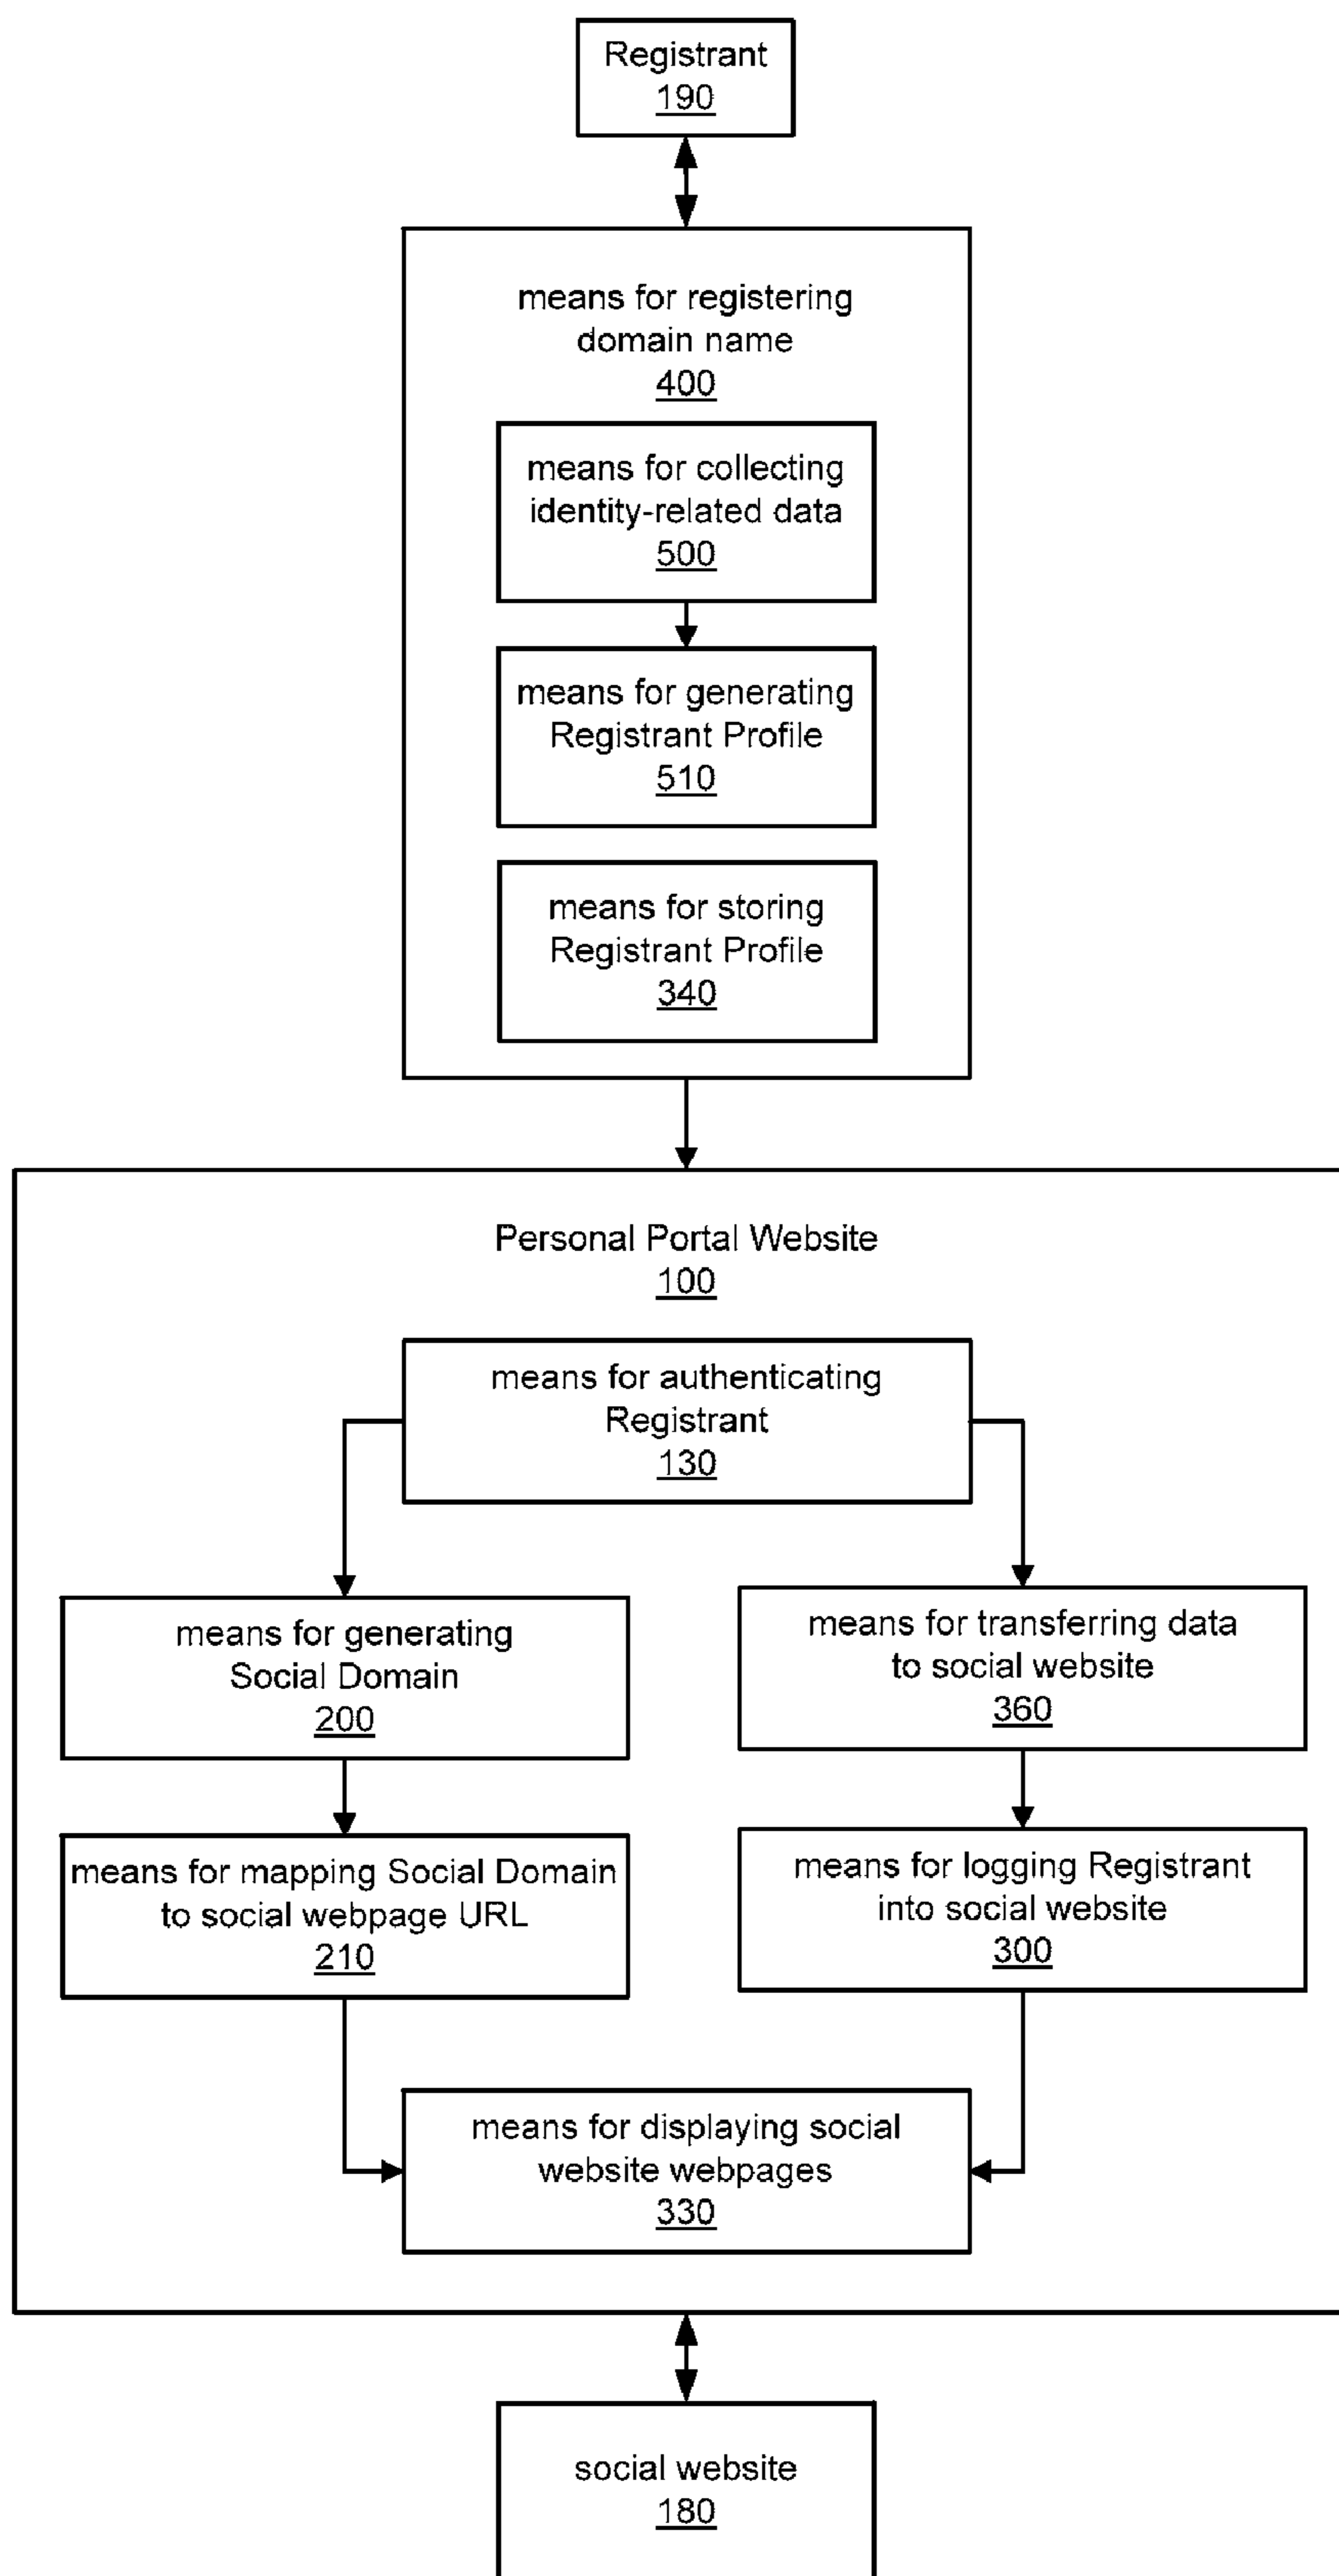 Registrant
190
means for registering
domain name
400
means for collecting
identity-related data
500
means for generating
Registrant Profile
510
means for storing
Registrant Profile
340
Personal Portal Website
100
means for authenticating
Registrant
130
means for generating
Social Domain
200
means for transferring data
to social website
360
means for mapping Social Domain
to social webpage URL
210
means for logging Registrant
into social website
300
means for displaying social
website webpages
330
social website
180